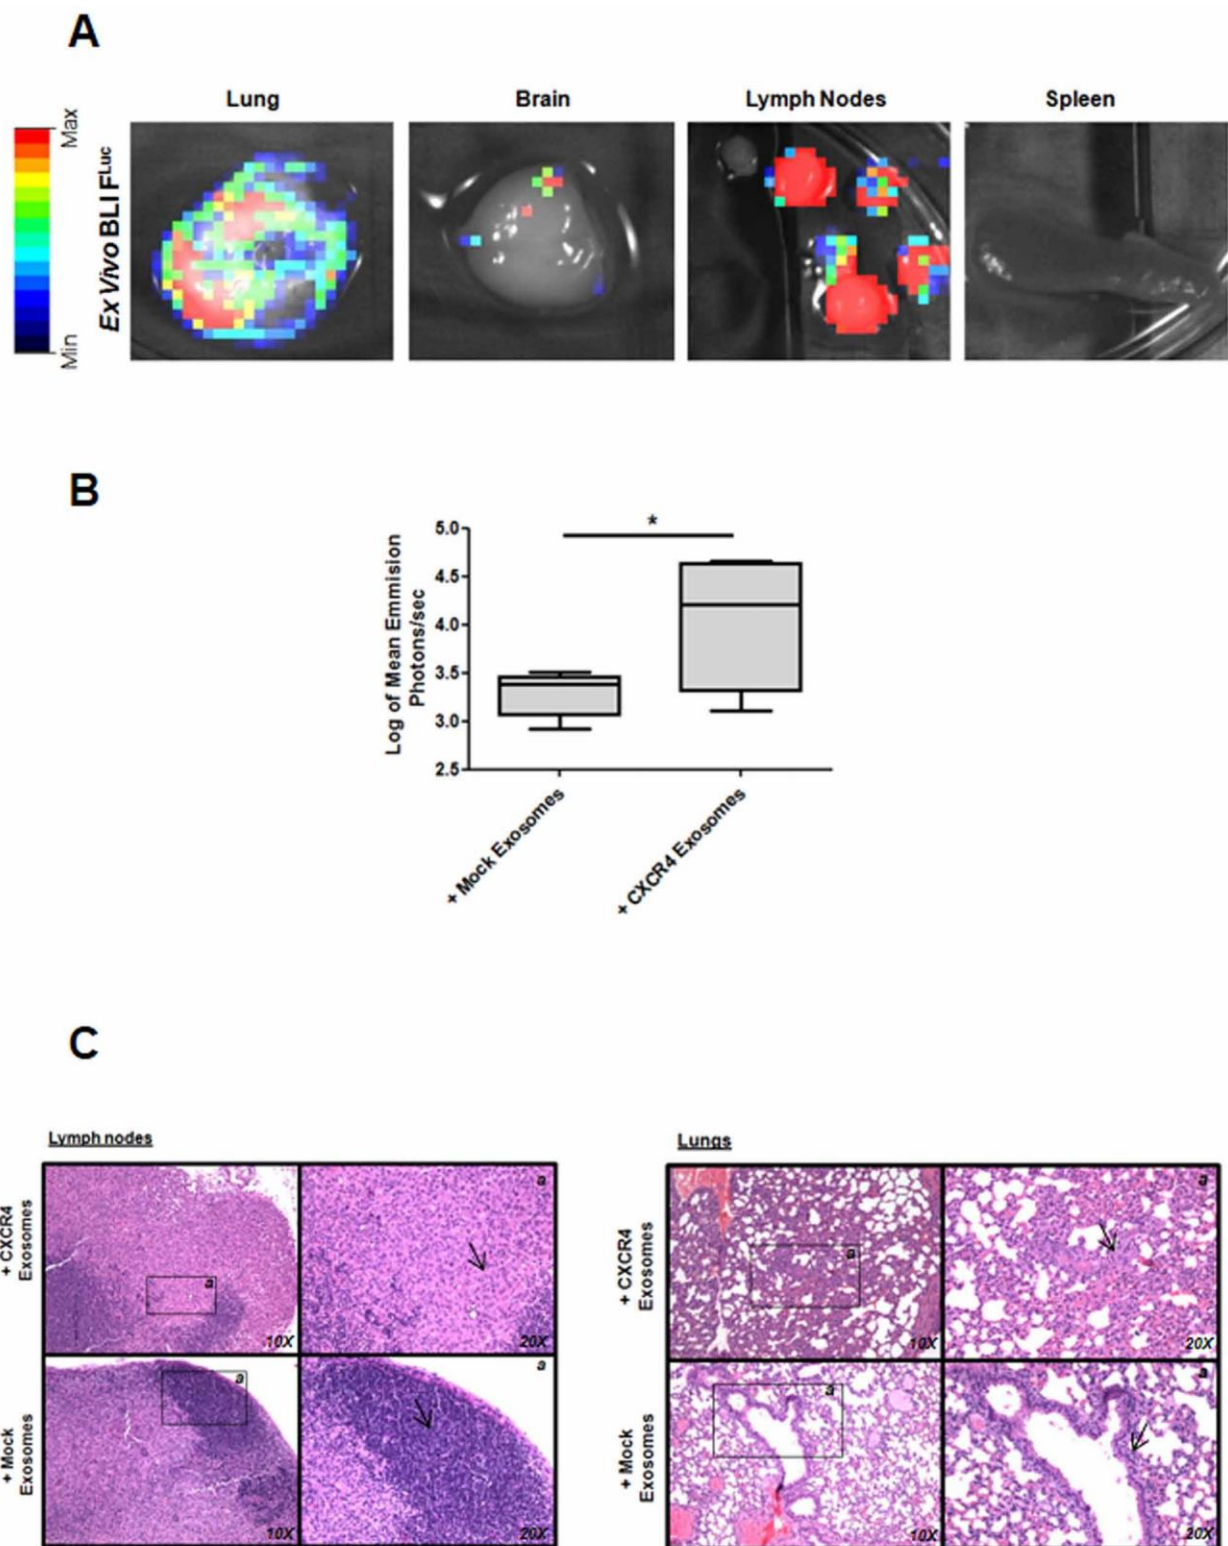 A
Lung
Brain
Lymph Nodes
Spleen
Max
Min
Ex Vivo BLI F^Luc
B
*
5.0
4.5
4.0
3.5
3.0
2.5
Log of Mean Emmision
Photons/sec
+ Mock Exosomes
+ CXCR4 Exosomes
C
Lymph nodes
+ CXCR4
Exosomes
a
10X
a
20X
+ Mock
Exosomes
a
10X
a
20X
Lungs
+ CXCR4
Exosomes
a
10X
a
20X
+ Mock
Exosomes
a
10X
a
20X